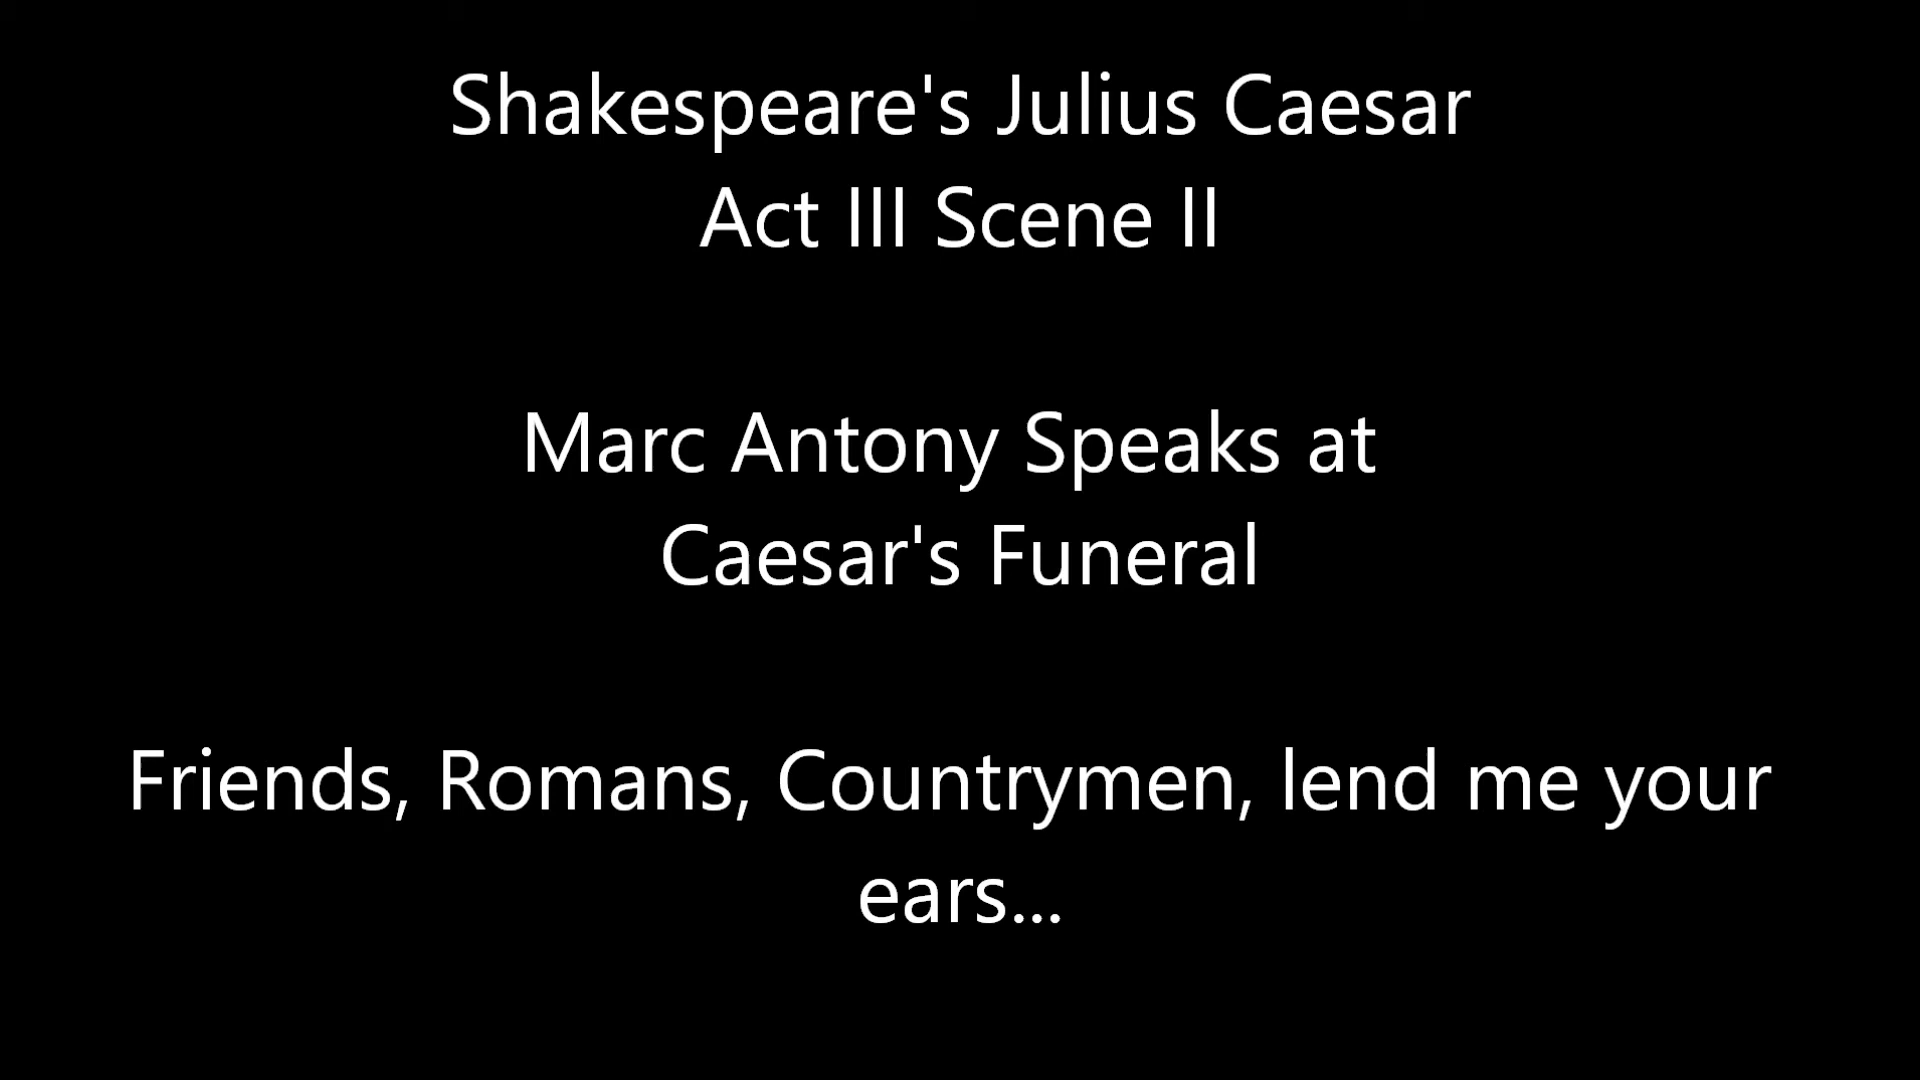 Shakespeare's Julius Caesar
Act III Scene II
Marc Antony Speaks at
Caesar's Funeral
Friends, Romans, Countrymen, lend me your
ears...